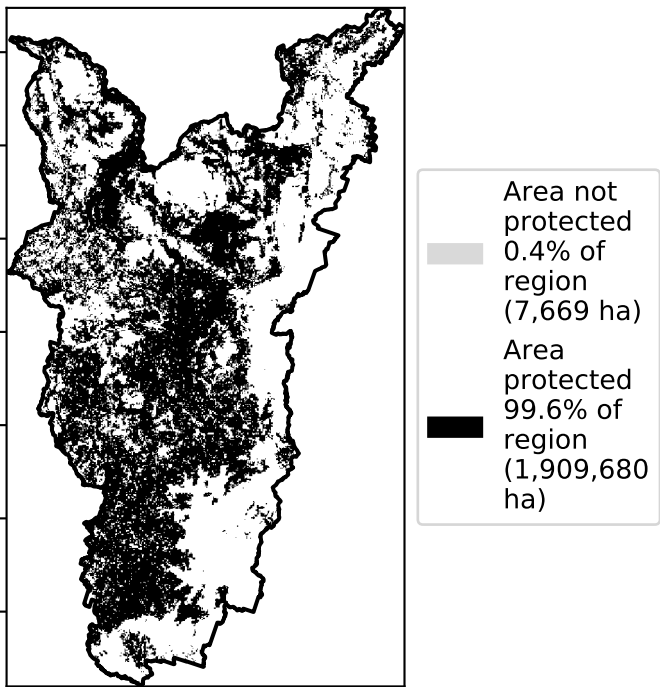 Area not
protected
0.4% of
region
(7,669 ha)
Area
protected
99.6% of
region
(1,909,680
ha)